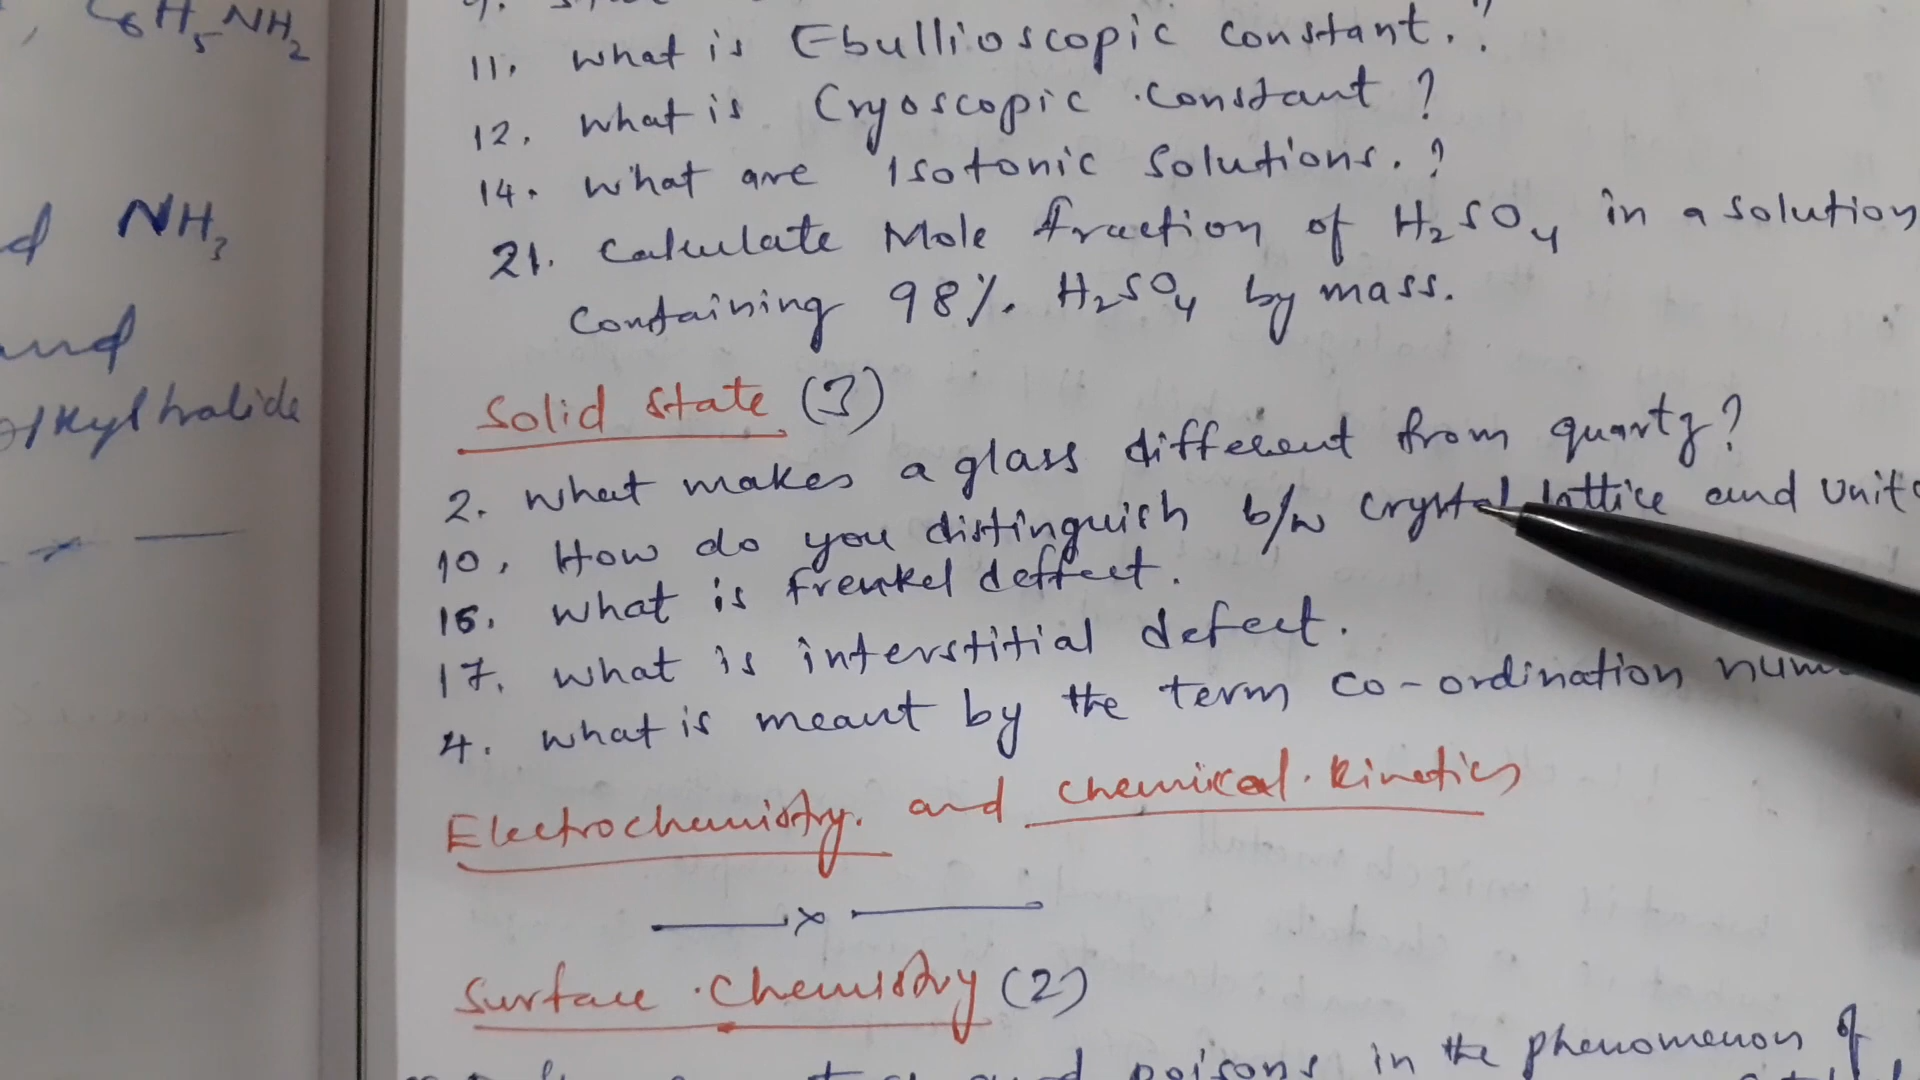 C6H5NH2
d NH3
and
alkylhalide
11. What is Ebullioscopic constant.?
12. What is Cryoscopic constant?
14. What are Isotonic Solutions.?
21. Calculate Mole fraction of H2SO4 in a solution
Containing 98% H2SO4 by mass.
Solid state (3)
2. What makes a glass different from quartz?
10. How do you distinguish b/w crystal lattice and Unit
16. What is frenkel deffect.
17. What is interstitial defect.
4. What is meant by the term co-ordination num
Electrochemistry. and chemical. kinetics
x
Surface Chemistry (2)
poisons in the phenomenon of